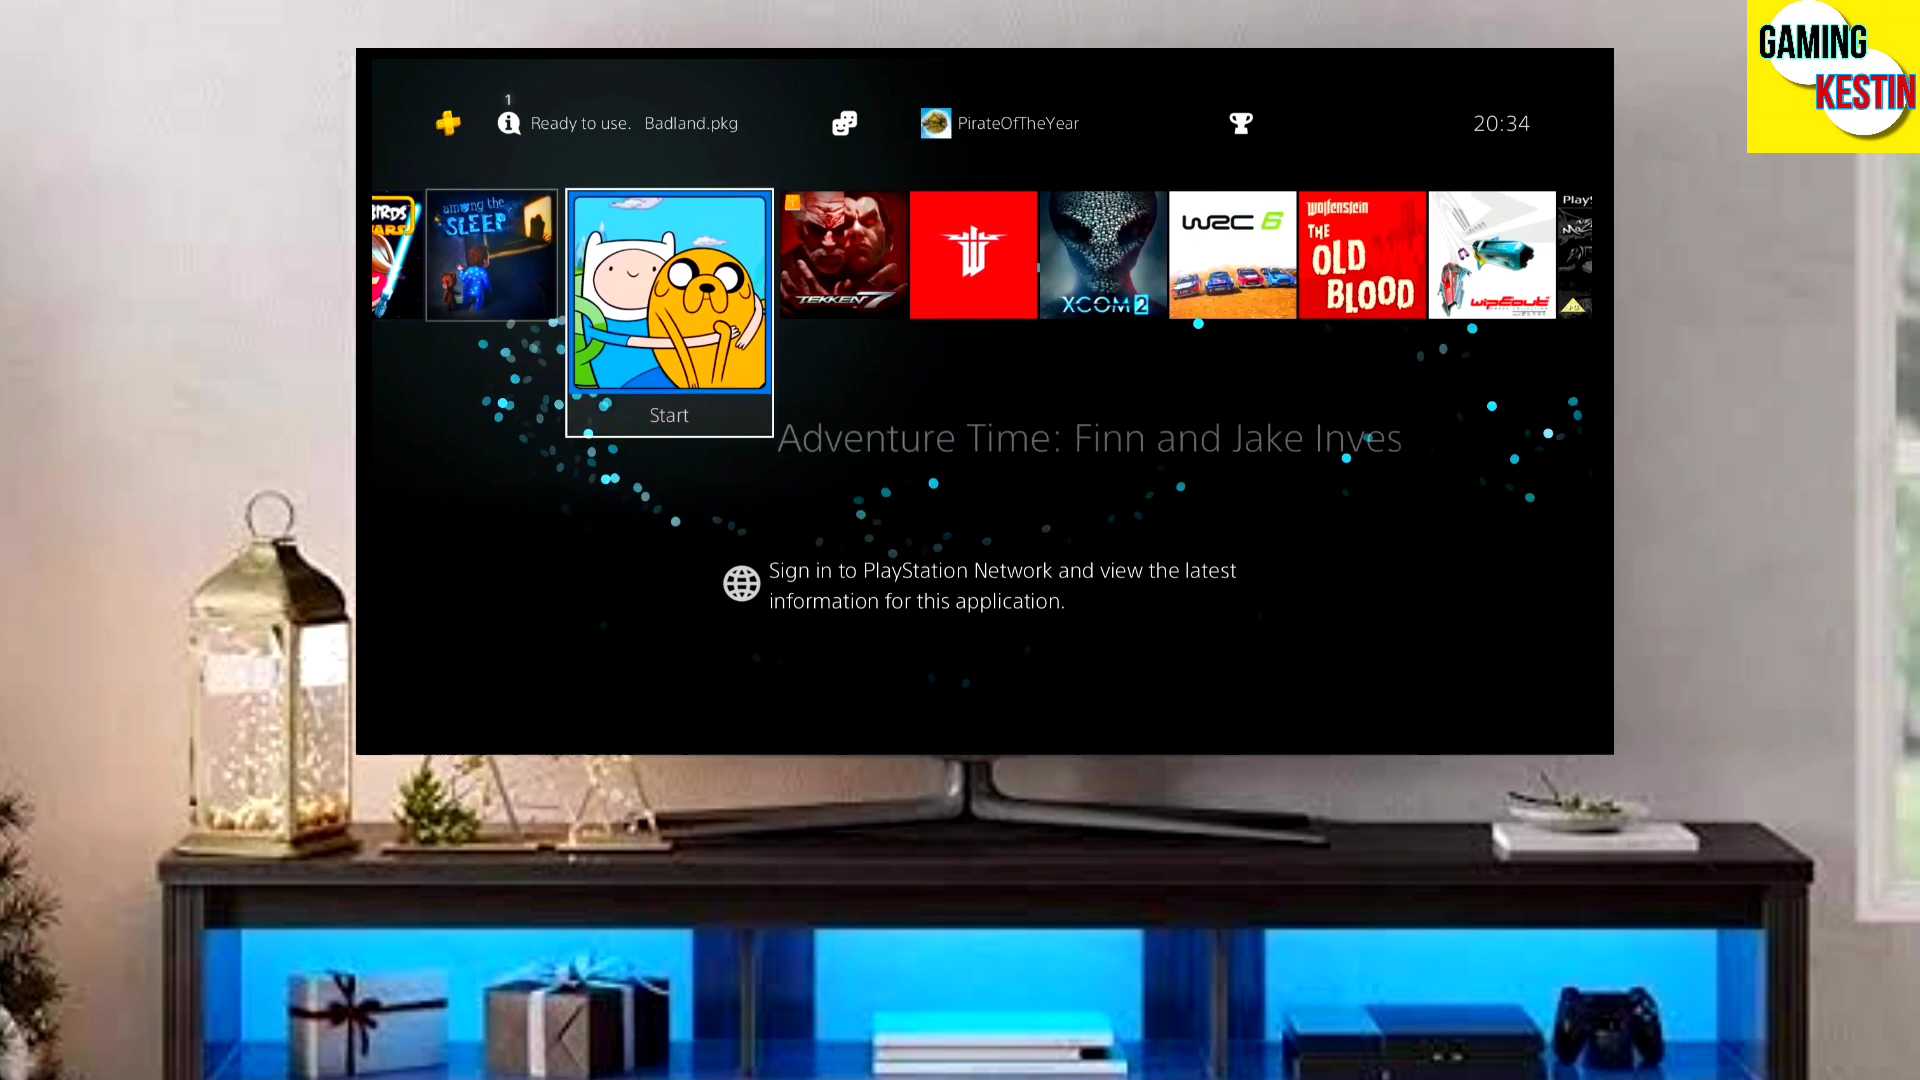 GAMING
KESTIN
1
Ready to use. Badland.pkg
PirateOfTheYear
20:34
BIRDS
among the
SLEEP
TEKKEN 7
XCOM 2
WRC 6
Wolfenstein
THE
OLD
BLOOD
wipEout
Start
Adventure Time: Finn and Jake Inves
Sign in to PlayStation Network and view the latest
information for this application.